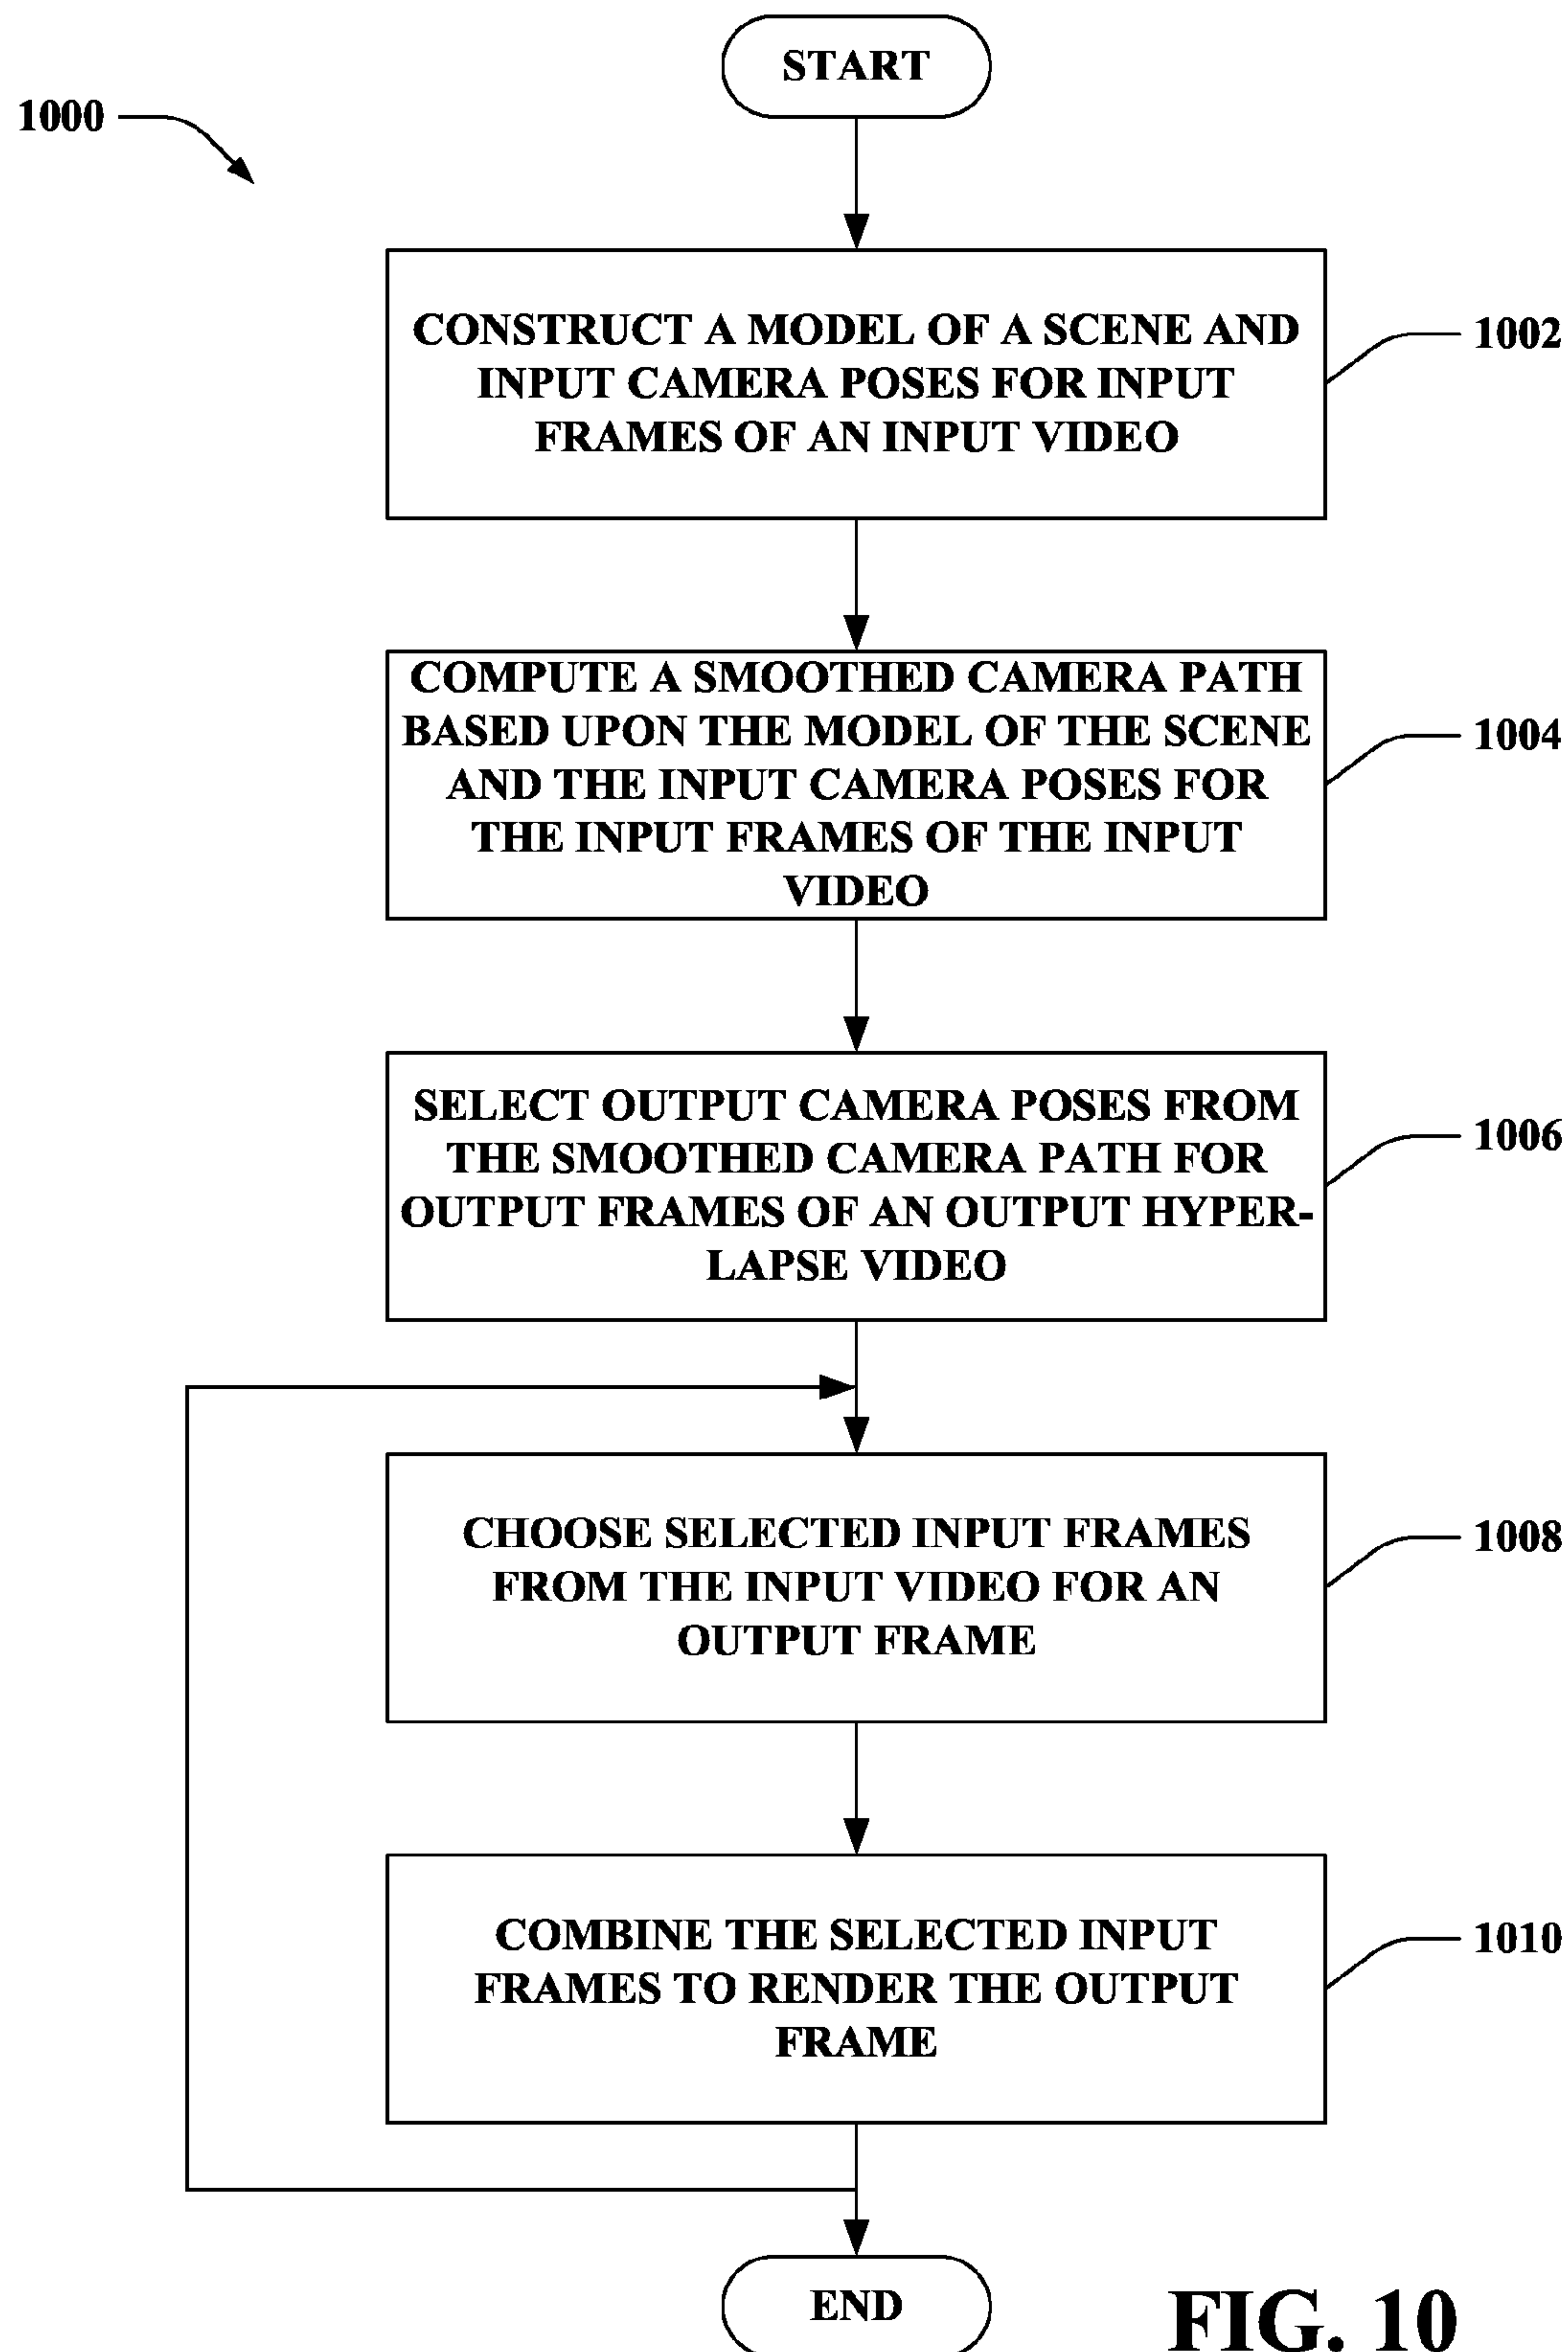 START
1000
CONSTRUCT A MODEL OF A SCENE AND
INPUT CAMERA POSES FOR INPUT
FRAMES OF AN INPUT VIDEO
1002
COMPUTE A SMOOTHED CAMERA PATH
BASED UPON THE MODEL OF THE SCENE
AND THE INPUT CAMERA POSES FOR
THE INPUT FRAMES OF THE INPUT
VIDEO
1004
SELECT OUTPUT CAMERA POSES FROM
THE SMOOTHED CAMERA PATH FOR
OUTPUT FRAMES OF AN OUTPUT HYPER-
LAPSE VIDEO
1006
CHOOSE SELECTED INPUT FRAMES
FROM THE INPUT VIDEO FOR AN
OUTPUT FRAME
1008
COMBINE THE SELECTED INPUT
FRAMES TO RENDER THE OUTPUT
FRAME
1010
END
FIG. 10